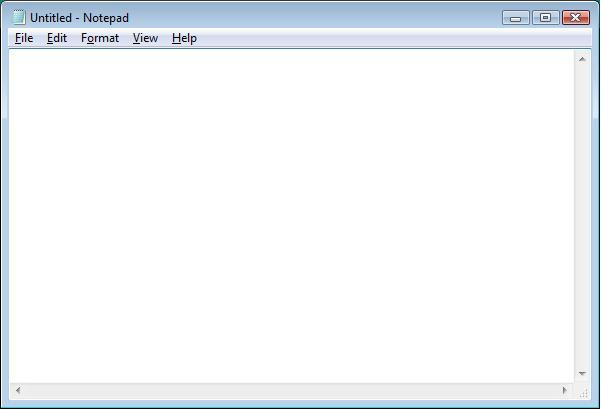 Untitled - Notepad
File Edit Format View Help